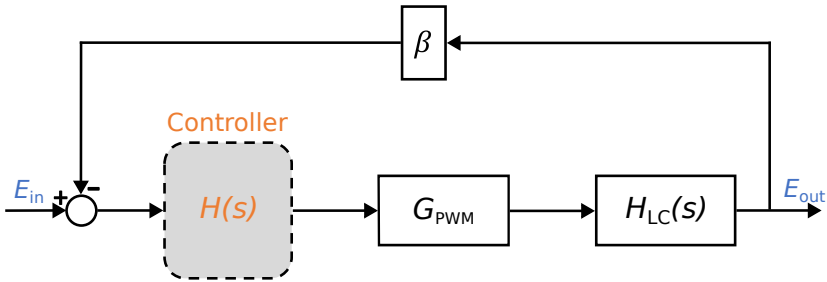 β
Controller
E_in
+
−
H(s)
G_PWM
H_LC(s)
E_out